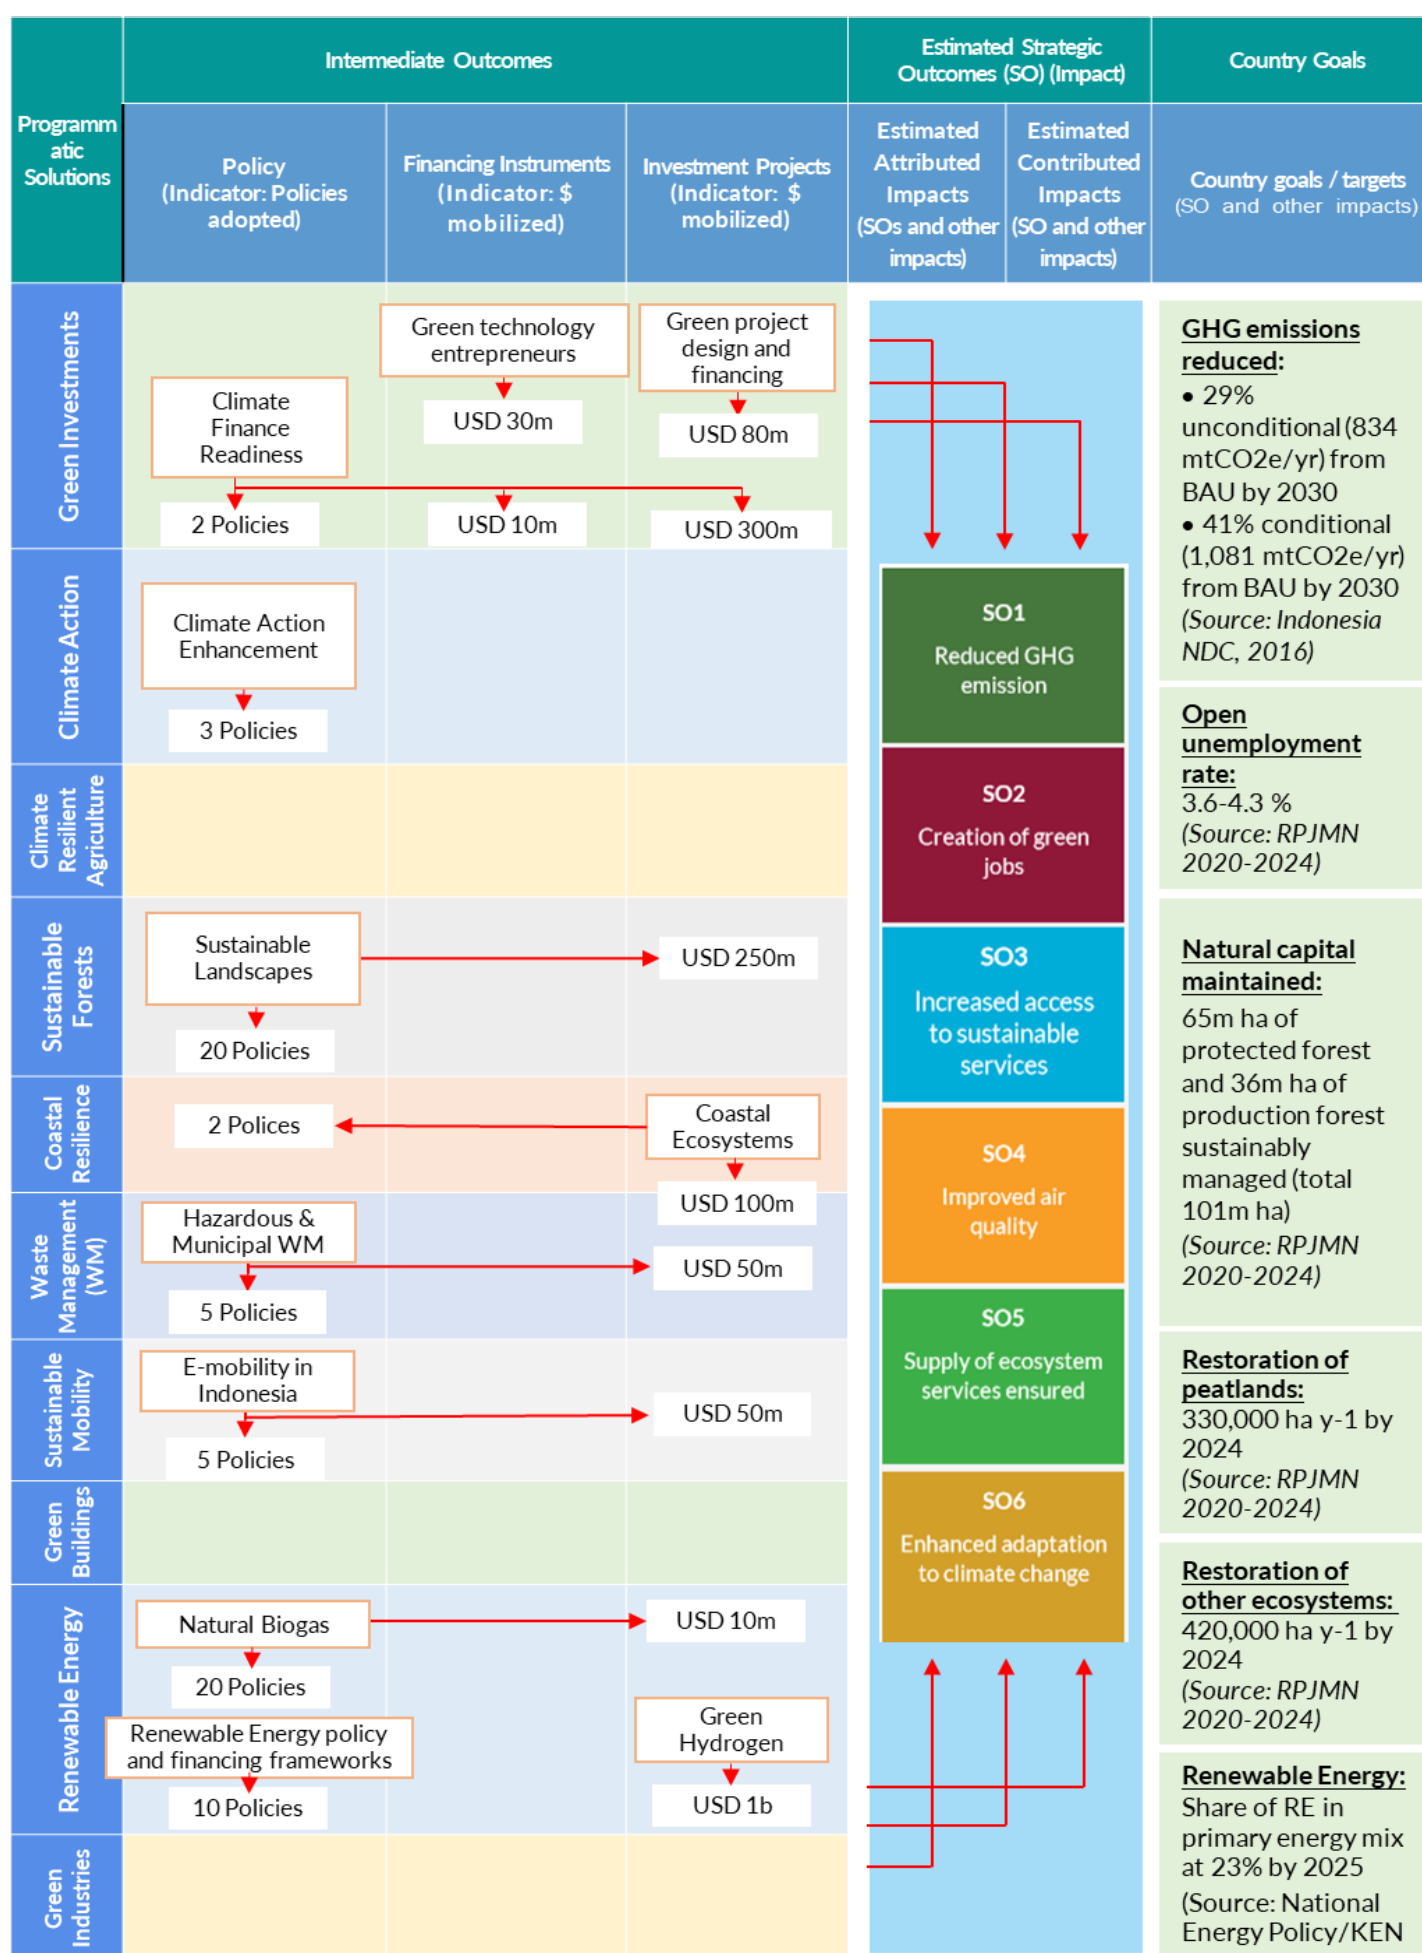 Intermediate Outcomes
Estimated Strategic
Outcomes (SO) (Impact)
Country Goals
Programm
atic
Solutions
Policy
(Indicator: Policies
adopted)
Financing Instruments
(Indicator: $
mobilized)
Investment Projects
(Indicator: $
mobilized)
Estimated
Attributed
Impacts
(SOs and other
impacts)
Estimated
Contributed
Impacts
(SO and other
impacts)
Country goals / targets
(SO and other impacts)
Green Investments
Climate
Finance
Readiness
2 Policies
Green technology
entrepreneurs
USD 30m
USD 10m
Green project
design and
financing
USD 80m
USD 300m
Climate Action
Climate Action
Enhancement
3 Policies
Climate
Resilient
Agriculture
Sustainable
Forests
Sustainable
Landscapes
20 Policies
USD 250m
Coastal
Resilience
2 Polices
Coastal
Ecosystems
USD 100m
Waste
Management
(WM)
Hazardous &
Municipal WM
5 Policies
USD 50m
Sustainable
Mobility
E-mobility in
Indonesia
5 Policies
USD 50m
Green
Buildings
Renewable Energy
Natural Biogas
20 Policies
USD 10m
Renewable Energy policy
and financing frameworks
10 Policies
Green
Hydrogen
USD 1b
Green
Industries
SO1
Reduced GHG
emission
SO2
Creation of green
jobs
SO3
Increased access
to sustainable
services
SO4
Improved air
quality
SO5
Supply of ecosystem
services ensured
SO6
Enhanced adaptation
to climate change
GHG emissions
reduced:
• 29%
unconditional (834
mtCO2e/yr) from
BAU by 2030
• 41% conditional
(1,081 mtCO2e/yr)
from BAU by 2030
(Source: Indonesia
NDC, 2016)
Open
unemployment
rate:
3.6-4.3 %
(Source: RPJMN
2020-2024)
Natural capital
maintained:
65m ha of
protected forest
and 36m ha of
production forest
sustainably
managed (total
101m ha)
(Source: RPJMN
2020-2024)
Restoration of
peatlands:
330,000 ha y-1 by
2024
(Source: RPJMN
2020-2024)
Restoration of
other ecosystems:
420,000 ha y-1 by
2024
(Source: RPJMN
2020-2024)
Renewable Energy:
Share of RE in
primary energy mix
at 23% by 2025
(Source: National
Energy Policy/KEN